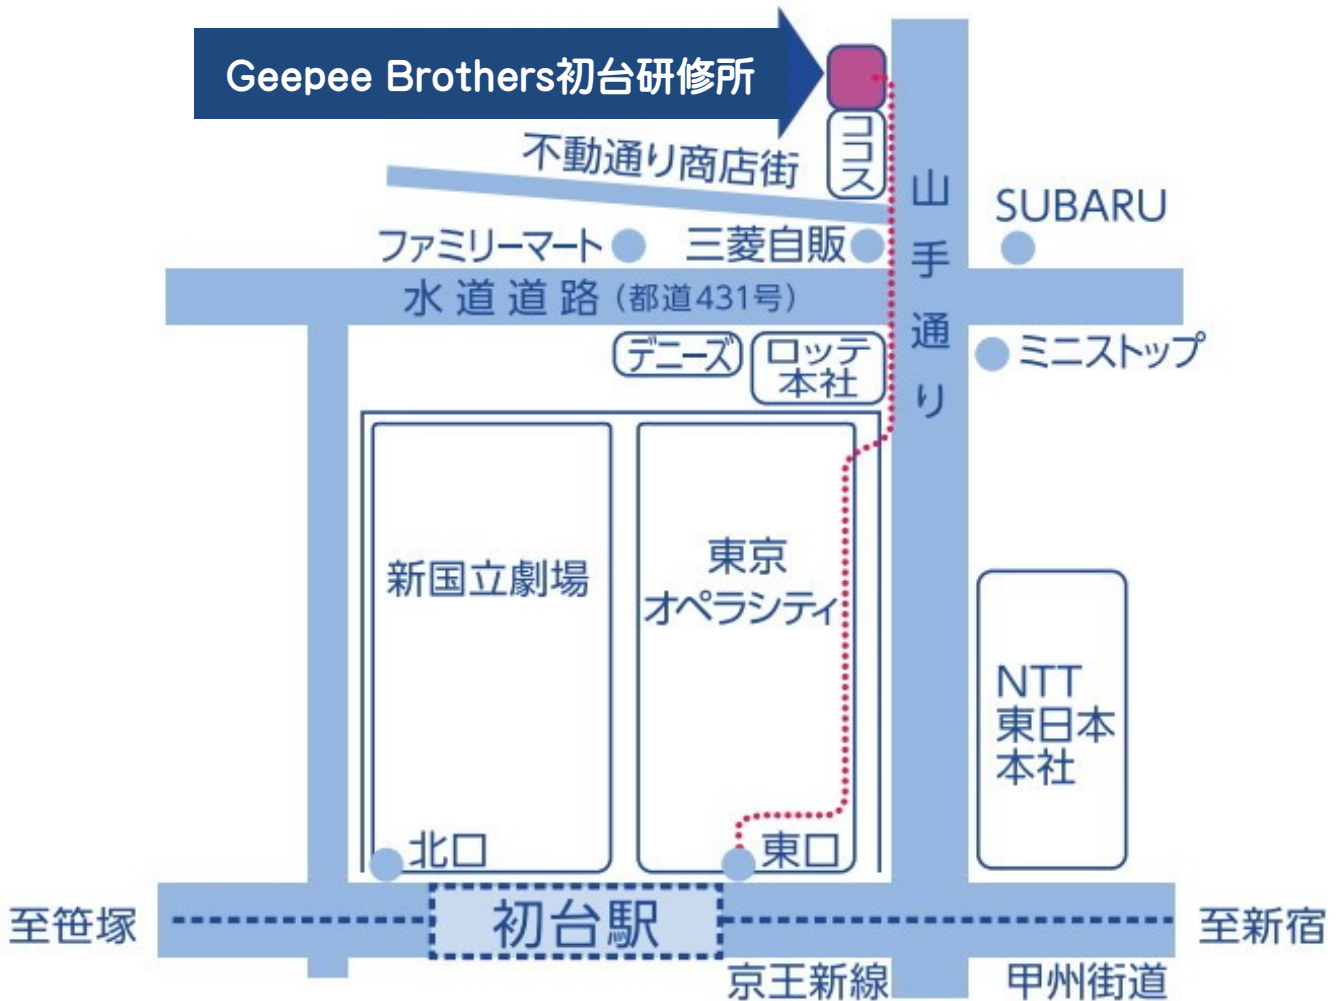 Geepee Brothers初台研修所
ココス
不動通り商店街
山手通り
SUBARU
ファミリーマート
三菱自販
水道道路(都道431号)
デニーズ
ロッテ
本社
ミニストップ
新国立劇場
東京
オペラシティ
NTT
東日本
本社
北口
東口
至笹塚
初台駅
至新宿
京王新線
甲州街道